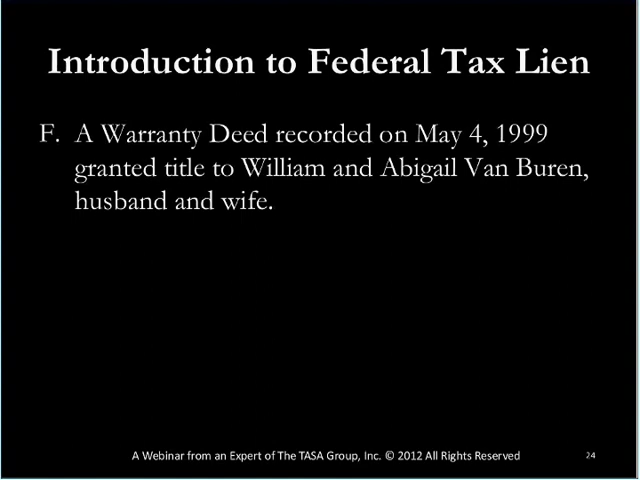 Introduction to Federal Tax Lien
F. A Warranty Deed recorded on May 4, 1999
granted title to William and Abigail Van Buren,
husband and wife.
A Webinar from an Expert of The TASA Group, Inc. © 2012 All Rights Reserved
24